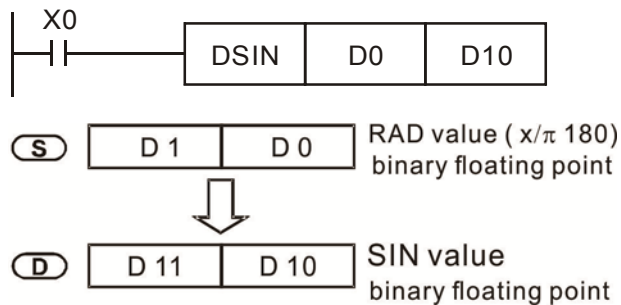 X0
DSIN D0 D10
S D 1 D 0 RAD value ( x/π 180)
binary floating point
D D 11 D 10 SIN value
binary floating point